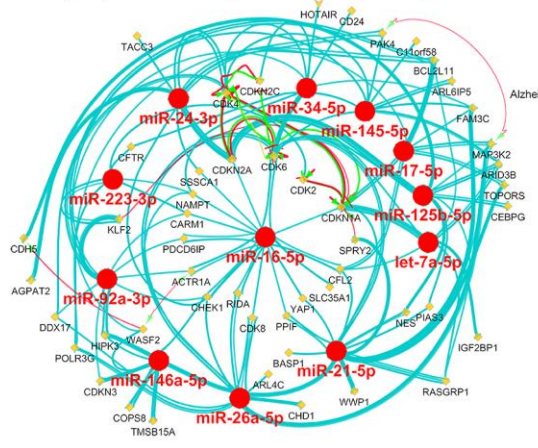 HOTAIR
CD24
PAK4
C11orf58
TACC3
BCL2L11
CDKN2C
CDK4
ARL6IP5
Alzhe
miR-34-5p
FAM3C
miR-24-3p
miR-145-5p
CFTR
CDKN2A
CDK6
miR-17-5p
MAP3K2
ARID3B
SSSCA1
CDK2
TOPORS
miR-223-3p
NAMPT
miR-125b-5p
CEBPG
KLF2
CARM1
CDKN1A
CDH5
PDCD6IP
miR-16-5p
SPRY2
let-7a-5p
AGPAT2
ACTR1A
CFL2
miR-92a-3p
CHEK1
RIDA
SLC35A1
DDX17
WASF2
YAP1
NES
PIAS3
HIPK3
CDK8
PPIF
POLR3G
BASP1
miR-21-5p
IGF2BP1
miR-146a-5p
ARL4C
CDKN3
RASGRP1
miR-26a-5p
WWP1
COPS8
CHD1
TMSB15A